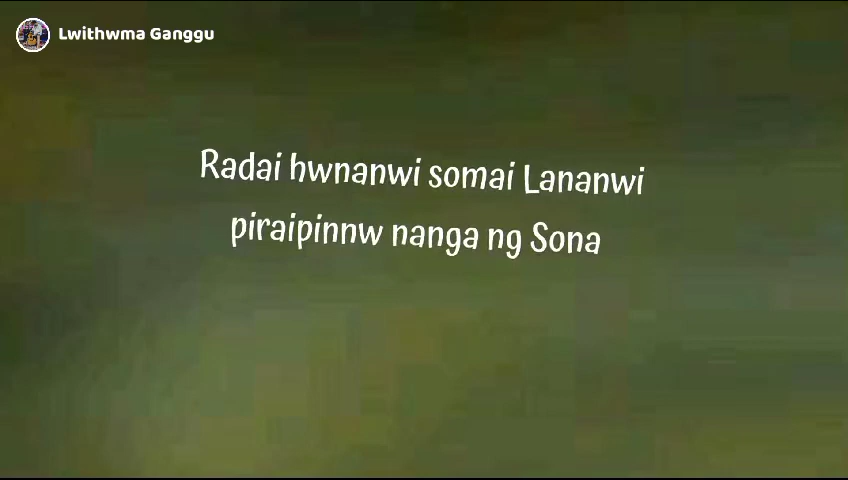 Lwithwma Ganggu
Radai hwnanwi somai Lananwi
piraipinnw nanga ng Sona